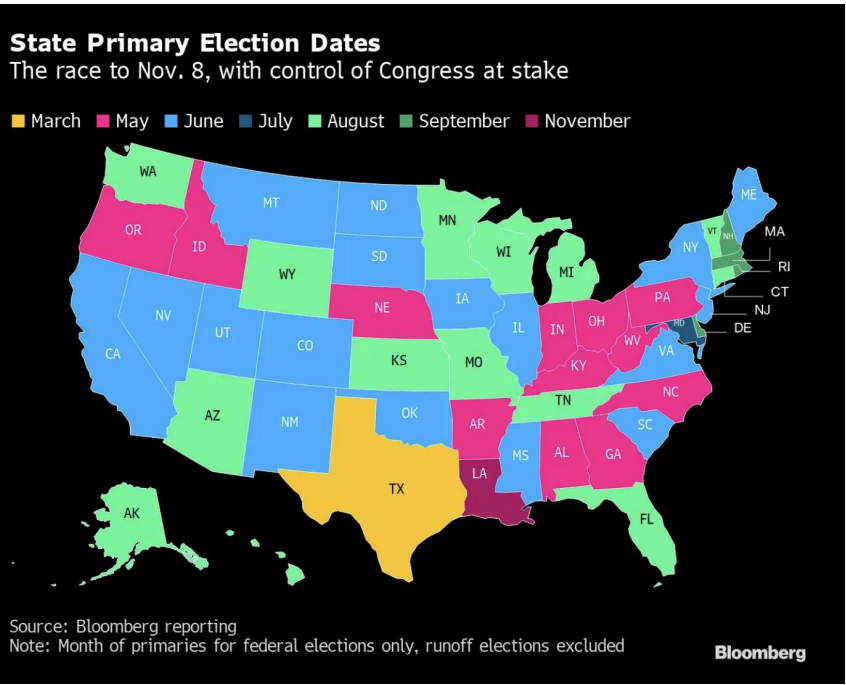 State Primary Election Dates
The race to Nov. 8, with control of Congress at stake
March May June July August September November
WA
MT
ND
MN
ME
OR
ID
SD
WI
MI
NY
VT
NH
MA
RI
WY
CT
NJ
NE
IA
PA
DE
MD
NV
UT
CO
IL
IN
OH
WV
VA
CA
KS
MO
KY
AZ
NM
OK
AR
TN
NC
SC
MS
AL
GA
TX
LA
AK
FL
Source: Bloomberg reporting
Note: Month of primaries for federal elections only, runoff elections excluded
Bloomberg